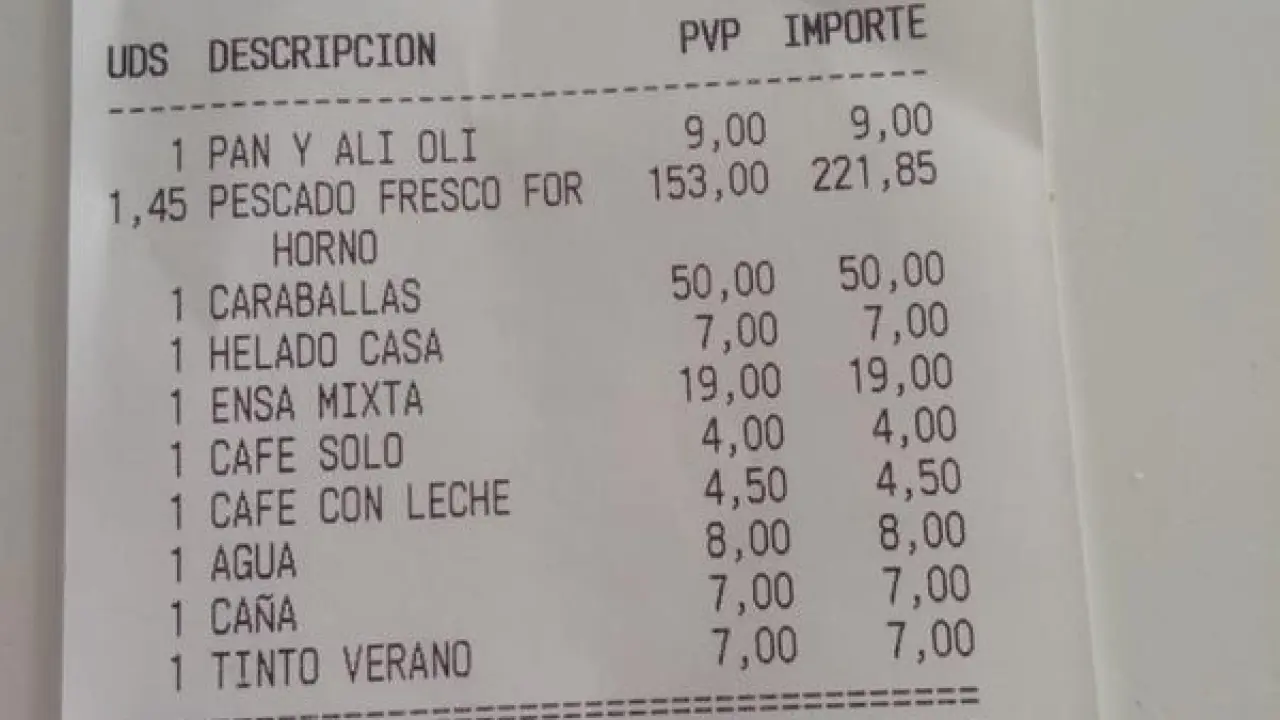 UDS DESCRIPCION PVP IMPORTE
1 PAN Y ALI OLI 9,00 9,00
1,45 PESCADO FRESCO FOR 153,00 221,85
HORNO
1 CARABALLAS 50,00 50,00
1 HELADO CASA 7,00 7,00
1 ENSA MIXTA 19,00 19,00
1 CAFE SOLO 4,00 4,00
1 CAFE CON LECHE 4,50 4,50
1 AGUA 8,00 8,00
1 CAÑA 7,00 7,00
1 TINTO VERANO 7,00 7,00